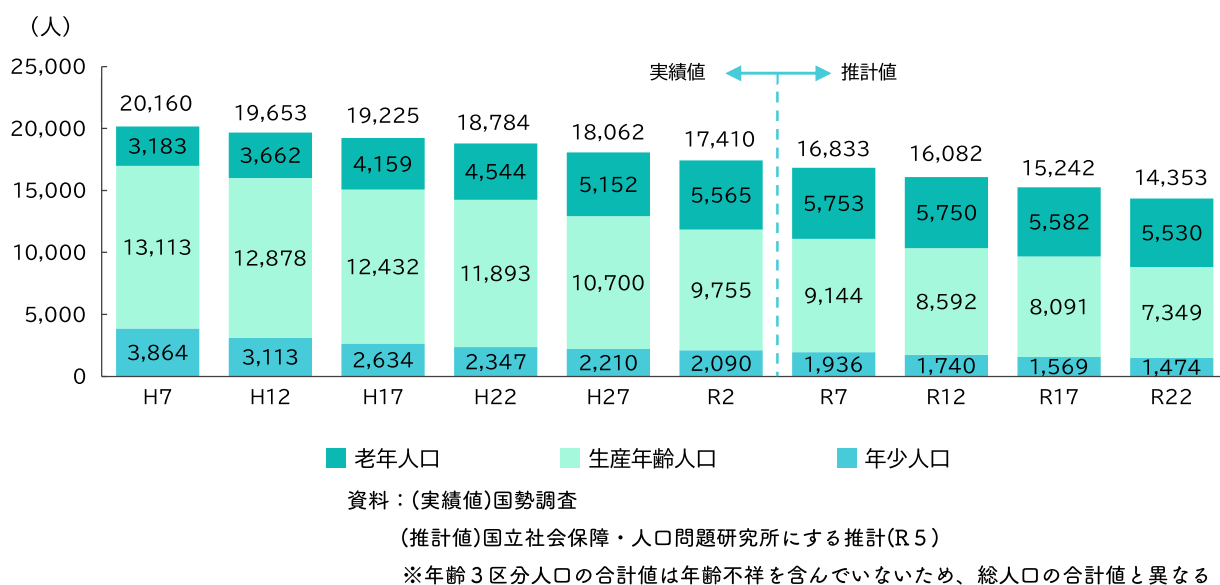 (人)
実績値 推計値
25,000
20,000
15,000
10,000
5,000
0
20,160 19,653 19,225 18,784 18,062 17,410 16,833 16,082 15,242 14,353
3,183 3,662 4,159 4,544 5,152 5,565 5,753 5,750 5,582 5,530
13,113 12,878 12,432 11,893 10,700 9,755 9,144 8,592 8,091 7,349
3,864 3,113 2,634 2,347 2,210 2,090 1,936 1,740 1,569 1,474
H7 H12 H17 H22 H27 R2 R7 R12 R17 R22
老年人口 生産年齢人口 年少人口
資料：(実績値)国勢調査
(推計値)国立社会保障・人口問題研究所にする推計(R５)
※年齢３区分人口の合計値は年齢不祥を含んでいないため、総人口の合計値と異なる